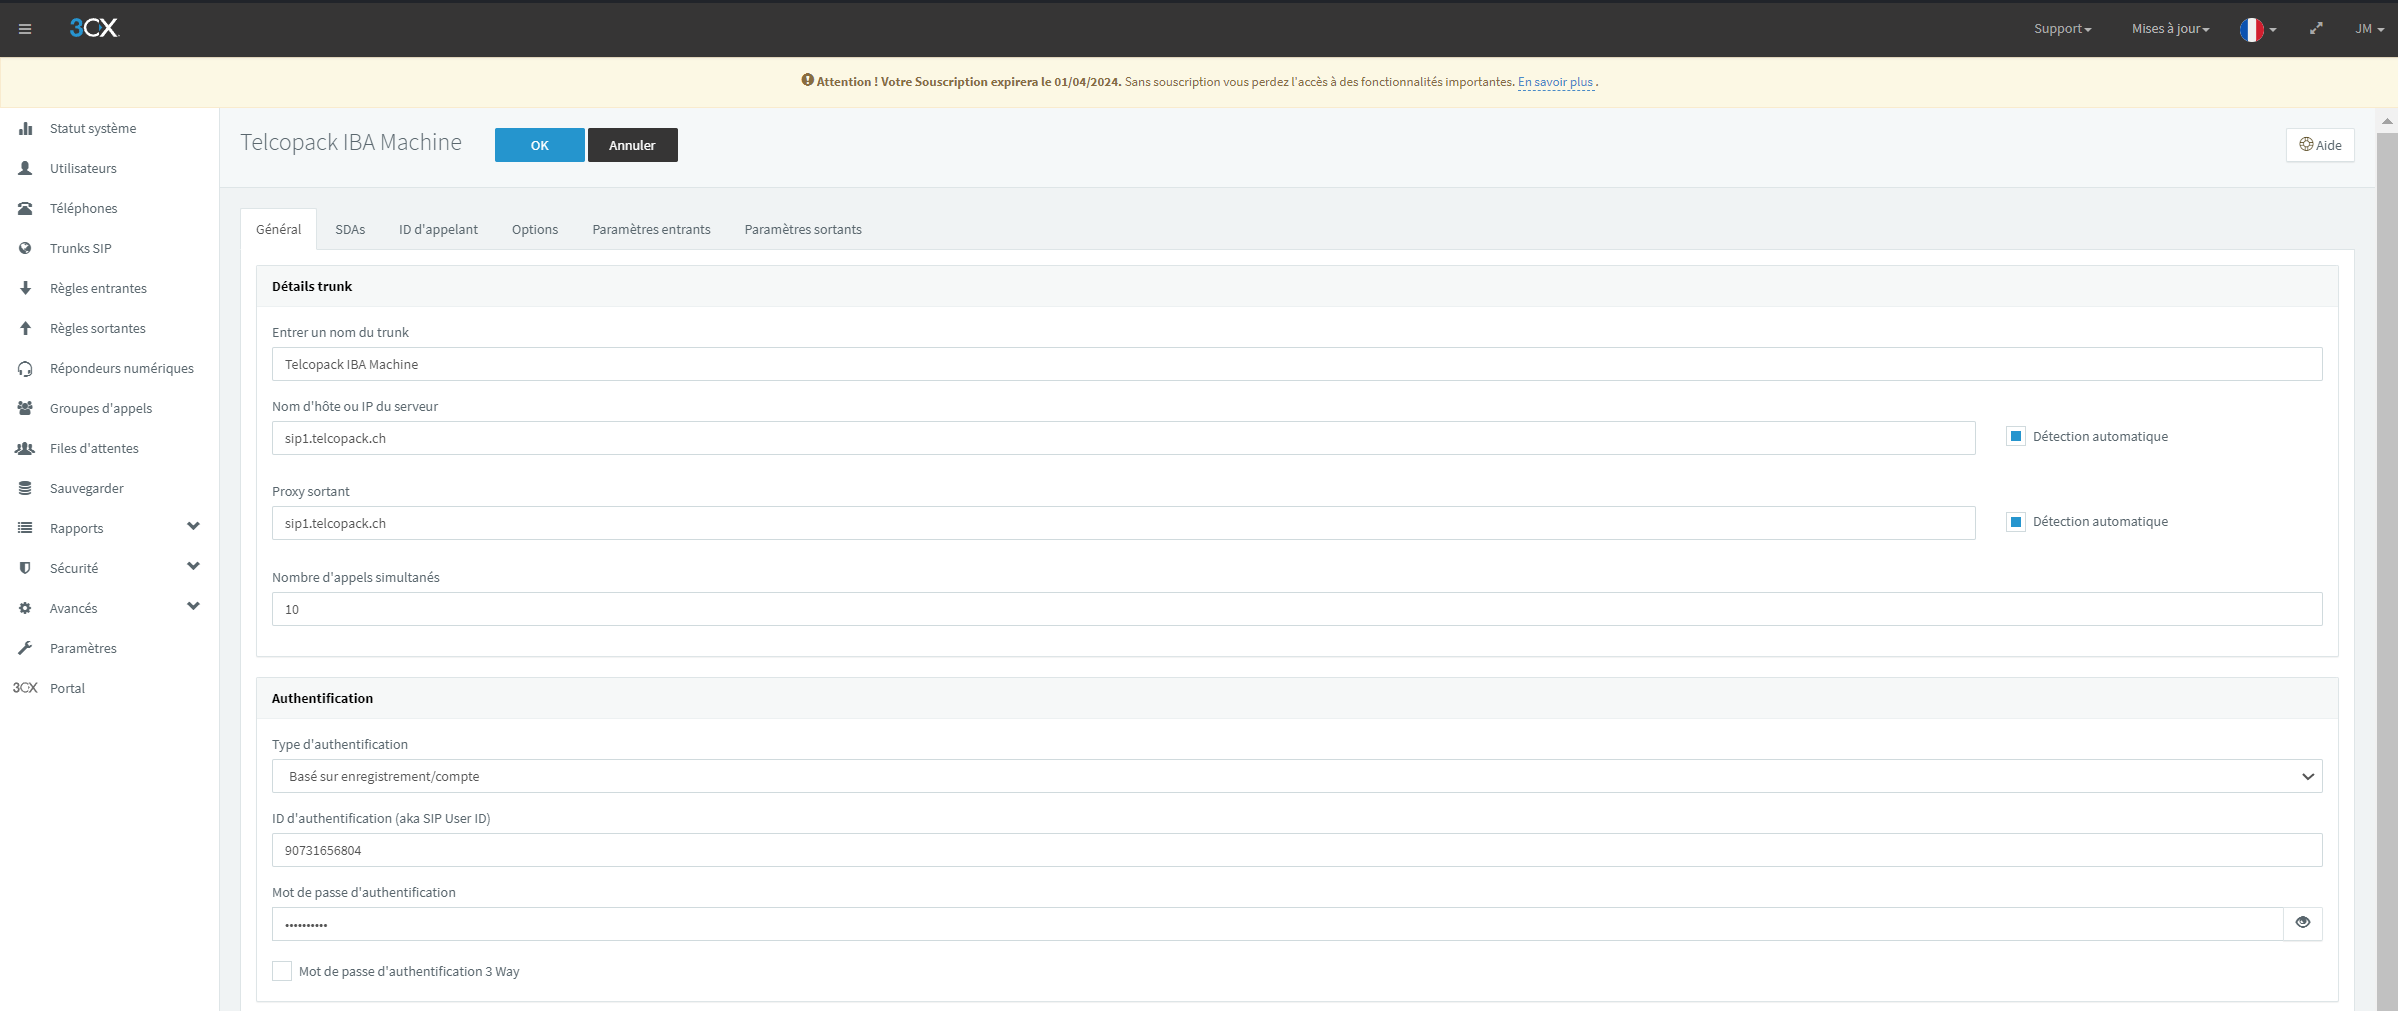 3CX
Support
Mises à jour
JM
Attention ! Votre Souscription expirera le 01/04/2024. Sans souscription vous perdez l'accès à des fonctionnalités importantes. En savoir plus .
Statut système
Utilisateurs
Téléphones
Trunks SIP
Règles entrantes
Règles sortantes
Répondeurs numériques
Groupes d'appels
Files d'attentes
Sauvegarder
Rapports
Sécurité
Avancés
Paramètres
3CX Portal
Telcopack IBA Machine
OK
Annuler
Aide
Général
SDAs
ID d'appelant
Options
Paramètres entrants
Paramètres sortants
Détails trunk
Entrer un nom du trunk
Telcopack IBA Machine
Nom d'hôte ou IP du serveur
sip1.telcopack.ch
Détection automatique
Proxy sortant
sip1.telcopack.ch
Détection automatique
Nombre d'appels simultanés
10
Authentification
Type d'authentification
Basé sur enregistrement/compte
ID d'authentification (aka SIP User ID)
90731656804
Mot de passe d'authentification
••••••••••
Mot de passe d'authentification 3 Way